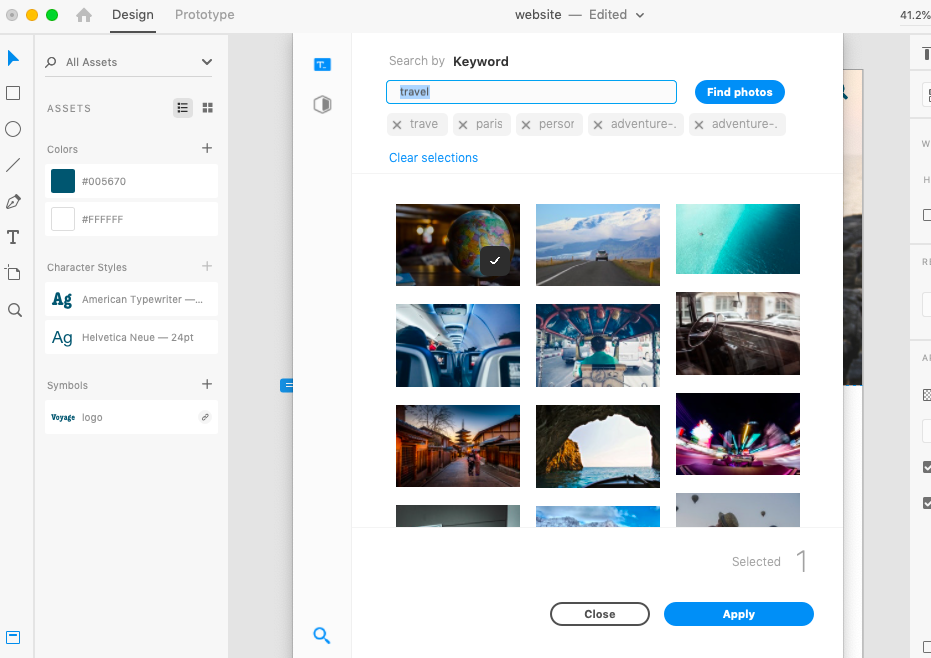 Design Prototype
website — Edited
41.2%
All Assets
ASSETS
Colors
#005670
#FFFFFF
Character Styles
Ag American Typewriter —...
Ag Helvetica Neue — 24pt
Symbols
Voyage logo
T..
Search by Keyword
travel
Find photos
trave
paris
persor
adventure-.
adventure-.
Clear selections
Selected 1
Close
Apply
W
H
RE